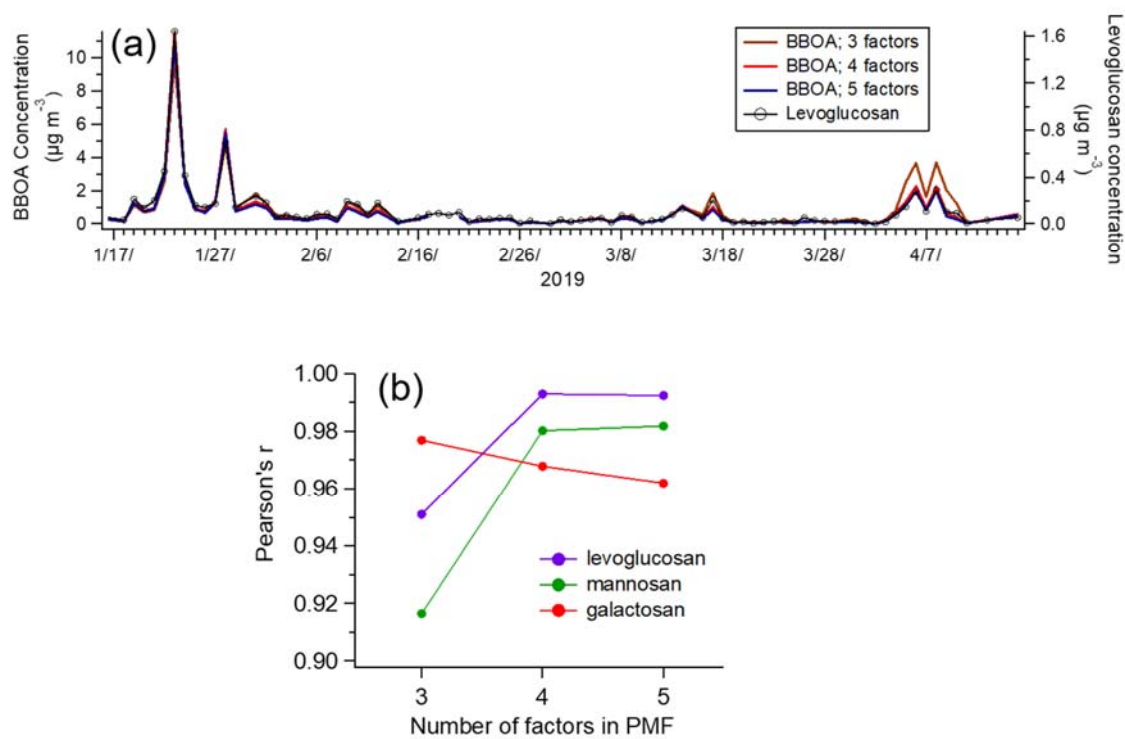 (a)
BBOA Concentration
(µg m⁻³)
10
8
6
4
2
0
BBOA; 3 factors
BBOA; 4 factors
BBOA; 5 factors
Levoglucosan
1.6
1.2
0.8
0.4
0.0
Levoglucosan concentration
(µg m⁻³)
1/17/ 1/27/ 2/6/ 2/16/ 2/26/ 3/8/ 3/18/ 3/28/ 4/7/
2019
(b)
Pearson's r
1.00
0.98
0.96
0.94
0.92
0.90
levoglucosan
mannosan
galactosan
3 4 5
Number of factors in PMF